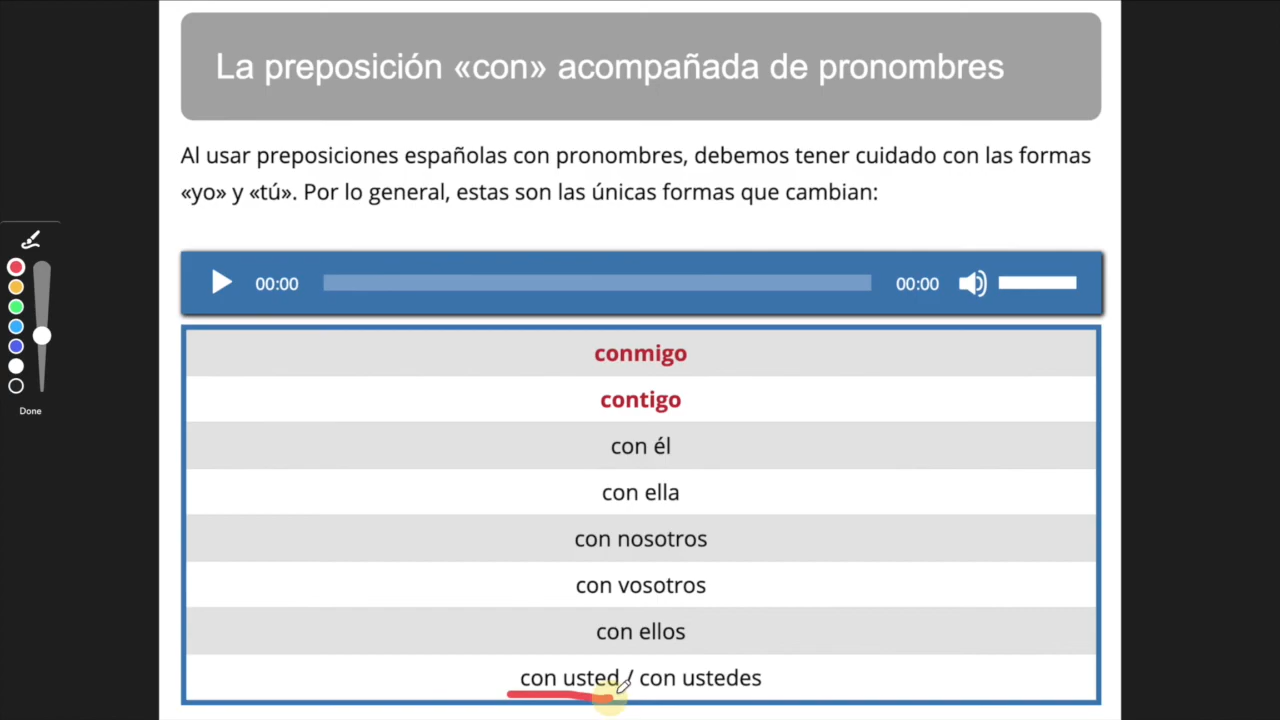 La preposición «con» acompañada de pronombres
Al usar preposiciones españolas con pronombres, debemos tener cuidado con las formas
«yo» y «tú». Por lo general, estas son las únicas formas que cambian:
00:00 00:00
conmigo
contigo
con él
con ella
con nosotros
con vosotros
con ellos
con usted / con ustedes
Done